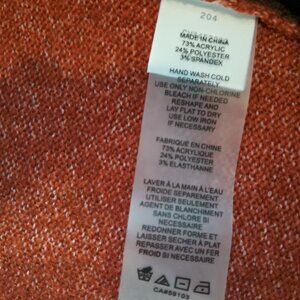 204
MADE IN CHINA
73% ACRYLIC
24% POLYESTER
3% SPANDEX
HAND WASH COLD
SEPARATELY
USE ONLY NON-CHLORINE
BLEACH IF NEEDED
RESHAPE AND
LAY FLAT TO DRY
USE LOW IRON
IF NECESSARY
FABRIQUE EN CHINE
73% ACRYLIQUE
24% POLYESTER
3% ELASTHANNE
LAVER À LA MAIN À L'EAU
FROIDE SEPARÉMENT
UTILISER SEULEMENT
AGENT DE BLANCHIMENT
SANS CHLORE SI
NECESSAIRE
REDONNER FORME ET
LAISSER SÉCHER À PLAT
REPASSER AVEC UN FER
FROID SI NECESSAIRE
CA#59103